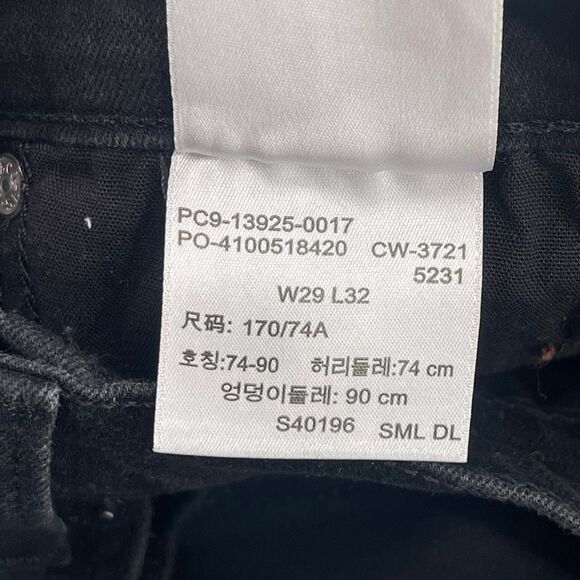 PC9-13925-0017
PO-4100518420 CW-3721
5231
W29 L32
尺码: 170/74A
호칭:74-90 허리둘레:74 cm
엉덩이둘레: 90 cm
S40196 SML DL